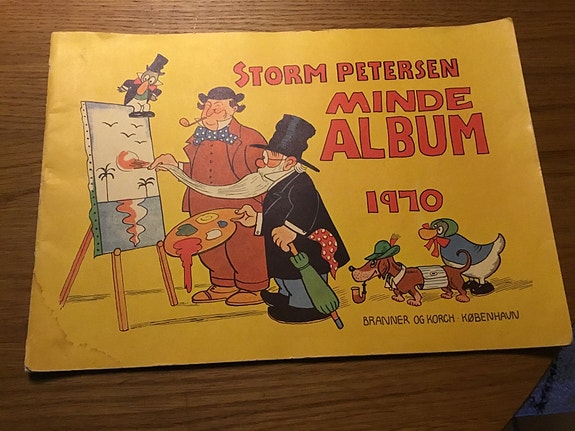 STORM PETERSEN
MINDE
ALBUM
1970
BRANNER OG KORCH · KØBENHAVN